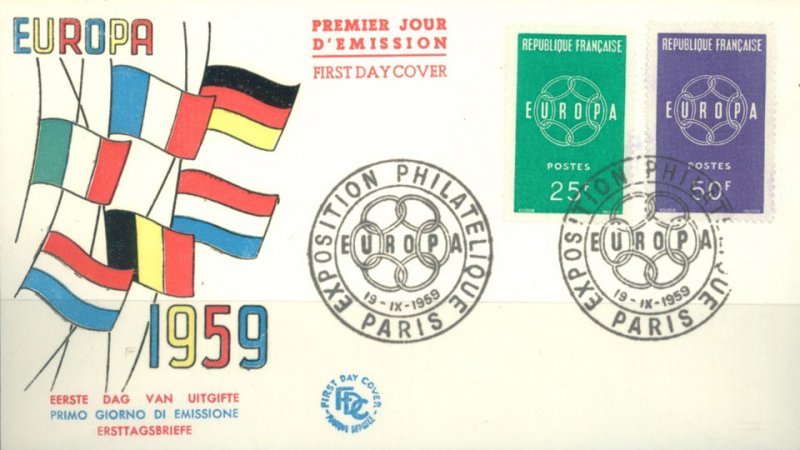 EUROPA
PREMIER JOUR
D'EMISSION
FIRST DAY COVER
REPUBLIQUE FRANÇAISE
EUROPA
POSTES
25F
REPUBLIQUE FRANÇAISE
EUROPA
POSTES
50F
EXPOSITION PHILATELIQUE
EUROPA
19-IX-1959
PARIS
EXPOSITION PHILATELIQUE
EUROPA
19-IX-1959
PARIS
1959
EERSTE DAG VAN UITGIFTE
PRIMO GIORNO DI EMISSIONE
ERSTTAGSBRIEFE
FIRST DAY COVER
FDC